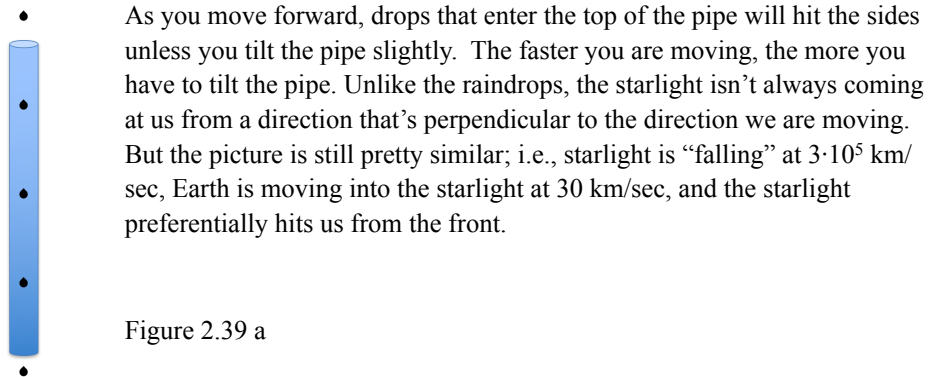 As you move forward, drops that enter the top of the pipe will hit the sides
unless you tilt the pipe slightly.  The faster you are moving, the more you
have to tilt the pipe. Unlike the raindrops, the starlight isn’t always coming
at us from a direction that’s perpendicular to the direction we are moving.
But the picture is still pretty similar; i.e., starlight is “falling” at 3·10⁵ km/
sec, Earth is moving into the starlight at 30 km/sec, and the starlight
preferentially hits us from the front.
Figure 2.39 a